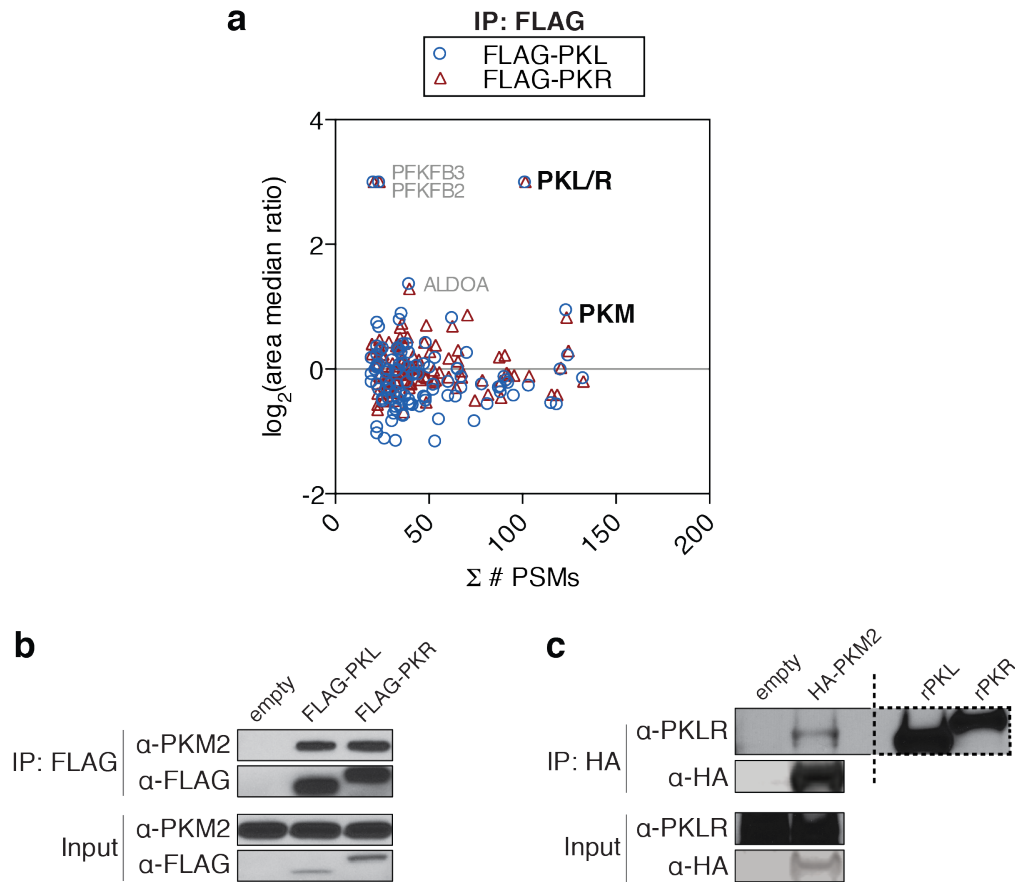 a
IP: FLAG
FLAG-PKL
FLAG-PKR
4
2
0
-2
log2(area median ratio)
PFKFB3
PFKFB2
PKL/R
ALDOA
PKM
0
50
100
150
200
Σ # PSMs
b
empty
FLAG-PKL
FLAG-PKR
IP: FLAG
α-PKM2
α-FLAG
Input
α-PKM2
α-FLAG
c
empty
HA-PKM2
rPKL
rPKR
IP: HA
α-PKLR
α-HA
Input
α-PKLR
α-HA